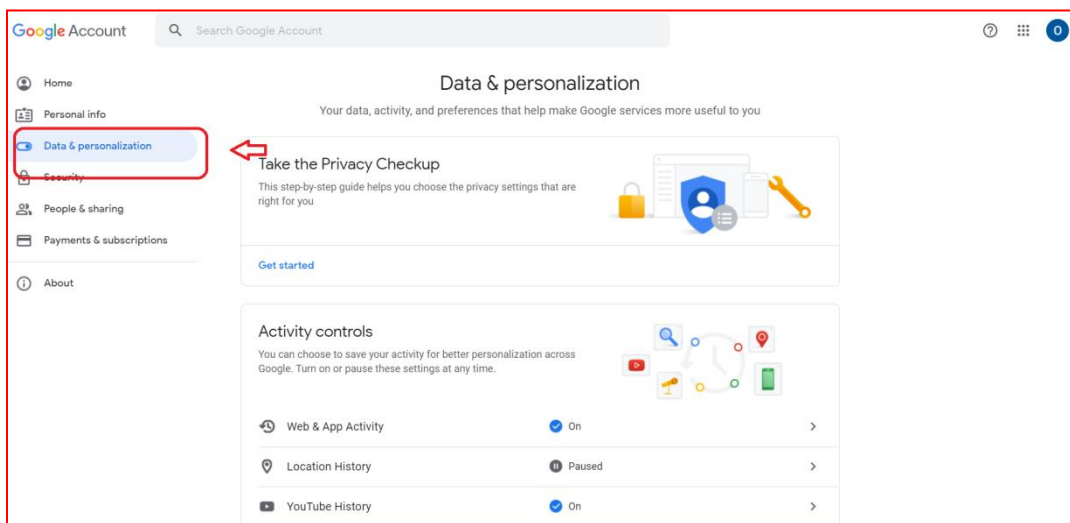 Google Account
Search Google Account
O
Home
Personal info
Data & personalization
Security
People & sharing
Payments & subscriptions
About
Data & personalization
Your data, activity, and preferences that help make Google services more useful to you
Take the Privacy Checkup
This step-by-step guide helps you choose the privacy settings that are
right for you
Get started
Activity controls
You can choose to save your activity for better personalization across
Google. Turn on or pause these settings at any time.
Web & App Activity On
Location History Paused
YouTube History On